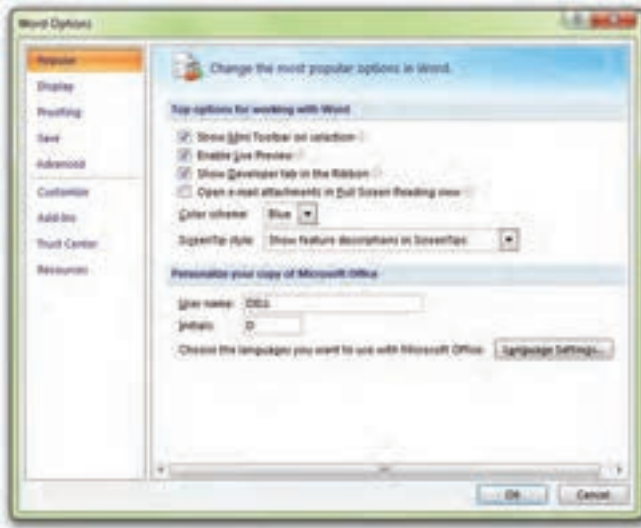 Word Options
Popular
Display
Proofing
Save
Advanced
Customize
Add-Ins
Trust Center
Resources
Change the most popular options in Word.
Top options for working with Word
Show Mini Toolbar on selection
Enable Live Preview
Show Developer tab in the Ribbon
Open e-mail attachments in Full Screen Reading view
Color scheme: Blue
ScreenTip style: Show feature descriptions in ScreenTips
Personalize your copy of Microsoft Office
User name:
Initials: D
Choose the languages you want to use with Microsoft Office: Language Settings...
OK Cancel